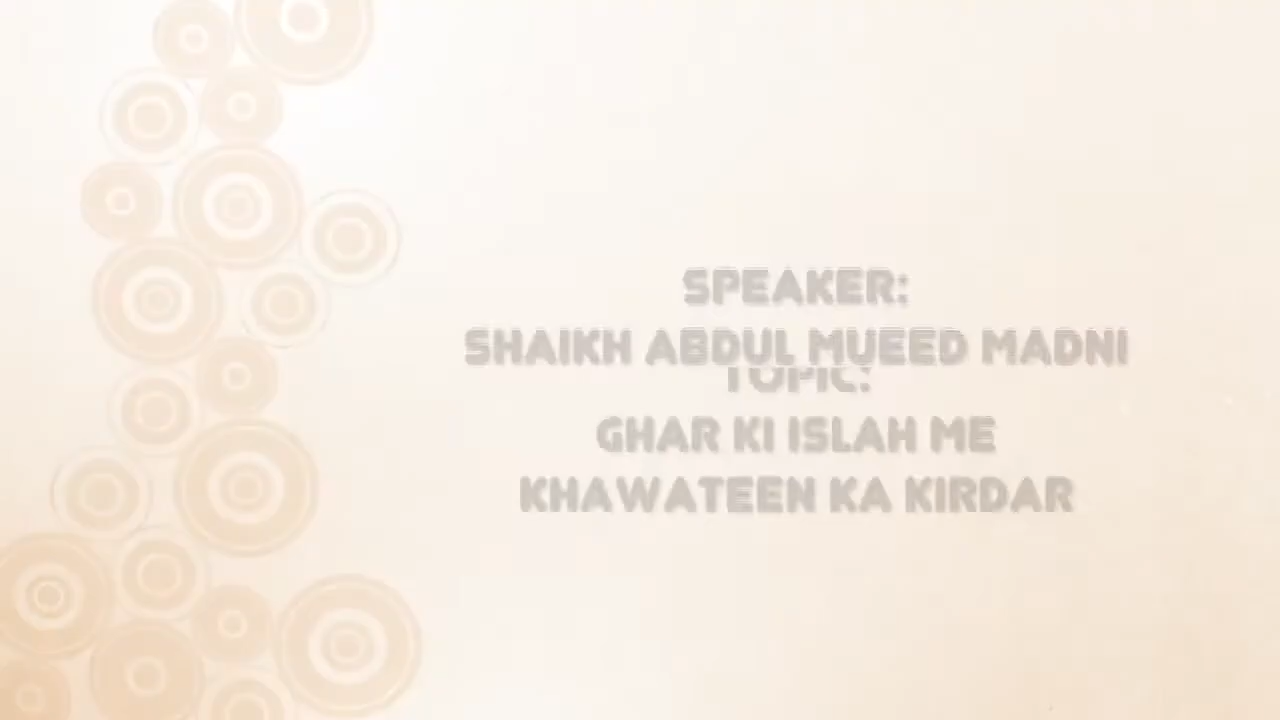 SPEAKER:
SHAIKH ABDUL MUEED MADNI
TOPIC:
GHAR KI ISLAH ME
KHAWATEEN KA KIRDAR